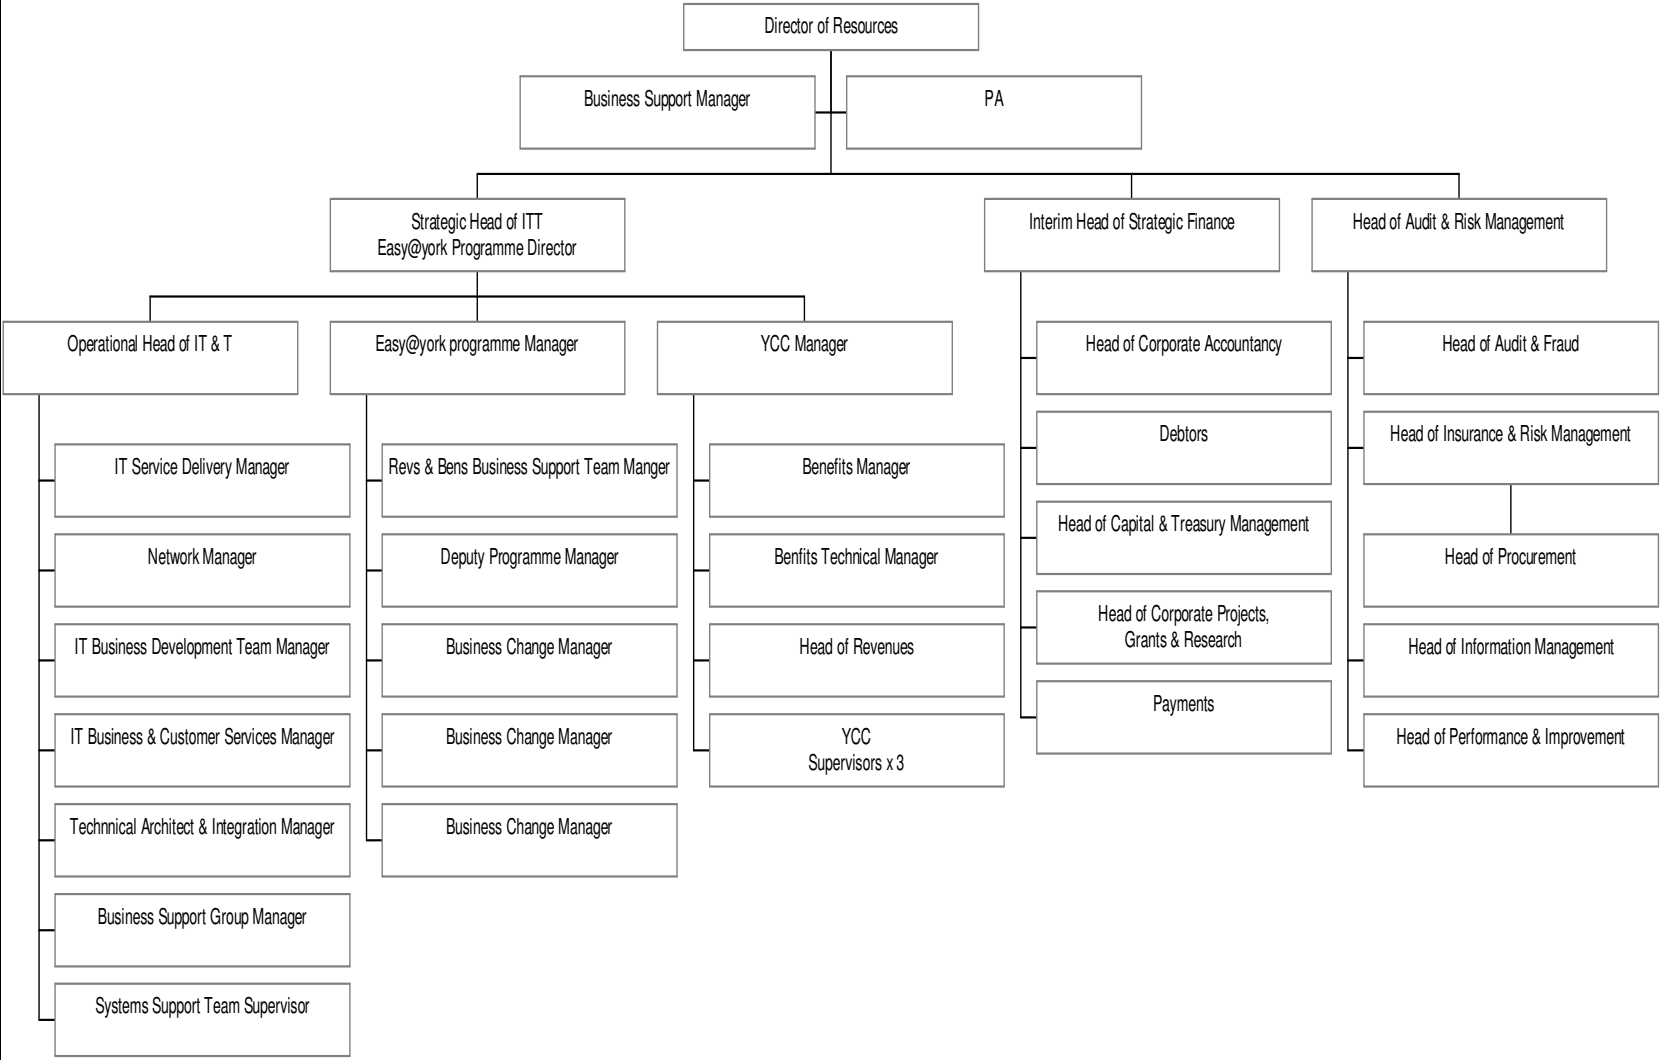 Director of Resources
Business Support Manager
PA
Strategic Head of ITT
Easy@york Programme Director
Interim Head of Strategic Finance
Head of Audit & Risk Management
Operational Head of IT & T
Easy@york programme Manager
YCC Manager
Head of Corporate Accountancy
Head of Audit & Fraud
Debtors
Head of Insurance & Risk Management
IT Service Delivery Manager
Revs & Bens Business Support Team Manger
Benefits Manager
Head of Capital & Treasury Management
Network Manager
Deputy Programme Manager
Benfits Technical Manager
Head of Procurement
Head of Corporate Projects,
Grants & Research
IT Business Development Team Manager
Business Change Manager
Head of Revenues
Head of Information Management
Payments
IT Business & Customer Services Manager
Business Change Manager
YCC
Supervisors x 3
Head of Performance & Improvement
Technnical Architect & Integration Manager
Business Change Manager
Business Support Group Manager
Systems Support Team Supervisor